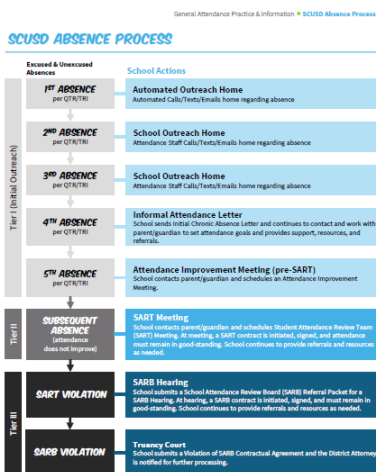 General Attendance Practice & Information • SCUSD Absence Process
SCUSD ABSENCE PROCESS
Excused & Unexcused
Absences
School Actions
Tier I (Initial Outreach)
1ST ABSENCE
per QTR/TRI
Automated Outreach Home
Automated Calls/Texts/Emails home regarding absence
2ND ABSENCE
per QTR/TRI
School Outreach Home
Attendance Staff Calls/Texts/Emails home regarding absence
3RD ABSENCE
per QTR/TRI
School Outreach Home
Attendance Staff Calls/Texts/Emails home regarding absence
4TH ABSENCE
per QTR/TRI
Informal Attendance Letter
School sends Initial Chronic Absence Letter and continues to contact and work with
parent/guardian to set attendance goals and provides support, resources, and
referrals.
5TH ABSENCE
per QTR/TRI
Attendance Improvement Meeting (pre-SART)
School contacts parent/guardian and schedules an Attendance Improvement
Meeting.
Tier II
SUBSEQUENT
ABSENCE
(attendance
does not improve)
SART Meeting
School contacts parent/guardian and schedules Student Attendance Review Team
(SART) Meeting. At meeting, a SART contract is initiated, signed, and attendance
must remain in good-standing. School continues to provide referrals and resources
as needed.
Tier III
SART VIOLATION
SARB Hearing
School submits a School Attendance Review Board (SARB) Referral Packet for a
SARB Hearing. At hearing, a SARB contract is initiated, signed, and must remain in
good-standing. School continues to provide referrals and resources as needed.
SARB VIOLATION
Truancy Court
School submits a Violation of SARB Contractual Agreement and the District Attorney
is notified for further processing.